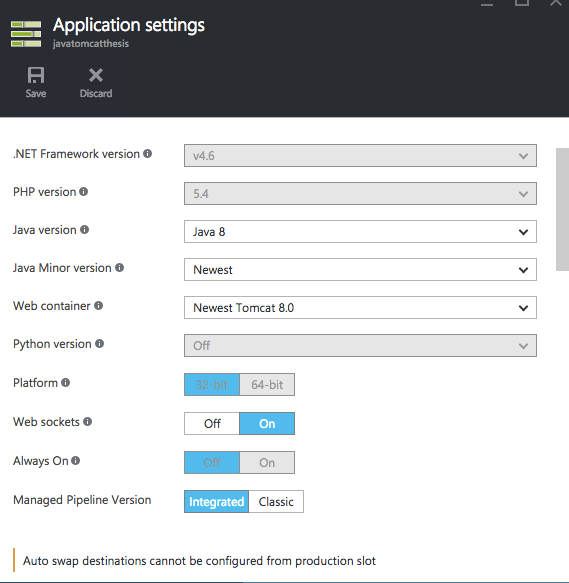 Application settings
javatomcatthesis
Save Discard
.NET Framework version v4.6
PHP version 5.4
Java version Java 8
Java Minor version Newest
Web container Newest Tomcat 8.0
Python version Off
Platform 32-bit 64-bit
Web sockets Off On
Always On Off On
Managed Pipeline Version Integrated Classic
Auto swap destinations cannot be configured from production slot